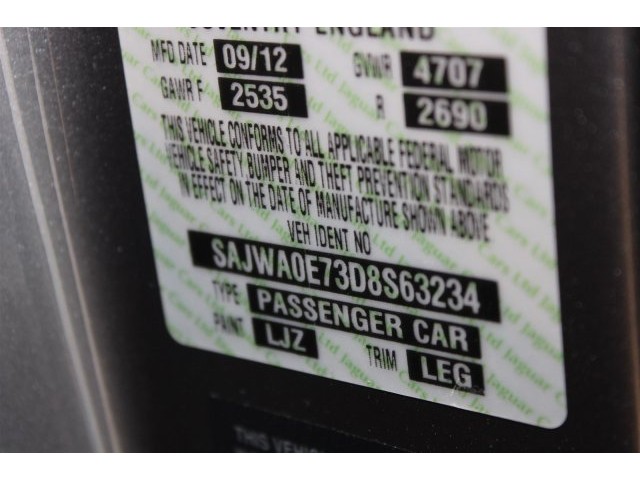 COVENTRY ENGLAND
MFD DATE 09/12 GVWR 4707
GAWR F 2535 R 2690
THIS VEHICLE CONFORMS TO ALL APPLICABLE FEDERAL MOTOR
VEHICLE SAFETY, BUMPER AND THEFT PREVENTION STANDARDS
IN EFFECT ON THE DATE OF MANUFACTURE SHOWN ABOVE
VEH IDENT NO
SAJWA0E73D8S63234
TYPE PASSENGER CAR
PAINT LJZ TRIM LEG
THIS VEHI